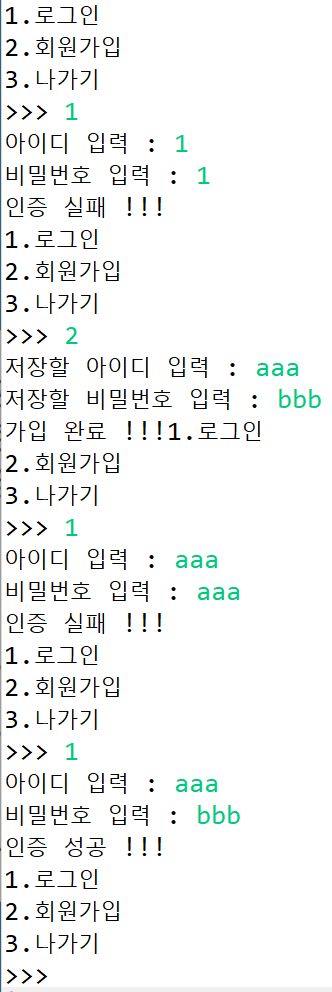 1.로그인
2.회원가입
3.나가기
>>> 1
아이디 입력 : 1
비밀번호 입력 : 1
인증 실패 !!!
1.로그인
2.회원가입
3.나가기
>>> 2
저장할 아이디 입력 : aaa
저장할 비밀번호 입력 : bbb
가입 완료 !!!1.로그인
2.회원가입
3.나가기
>>> 1
아이디 입력 : aaa
비밀번호 입력 : aaa
인증 실패 !!!
1.로그인
2.회원가입
3.나가기
>>> 1
아이디 입력 : aaa
비밀번호 입력 : bbb
인증 성공 !!!
1.로그인
2.회원가입
3.나가기
>>>